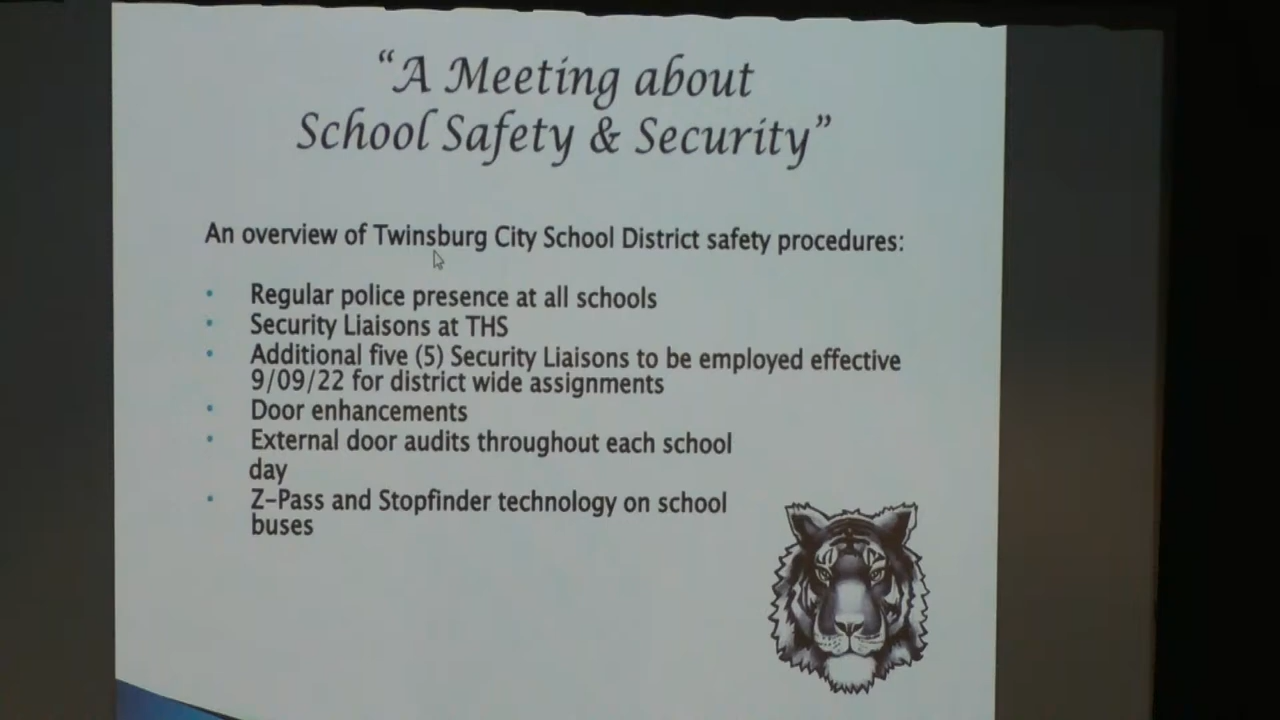 “A Meeting about
School Safety & Security”
An overview of Twinsburg City School District safety procedures:
• Regular police presence at all schools
• Security Liaisons at THS
• Additional five (5) Security Liaisons to be employed effective
9/09/22 for district wide assignments
• Door enhancements
• External door audits throughout each school
day
• Z-Pass and Stopfinder technology on school
buses